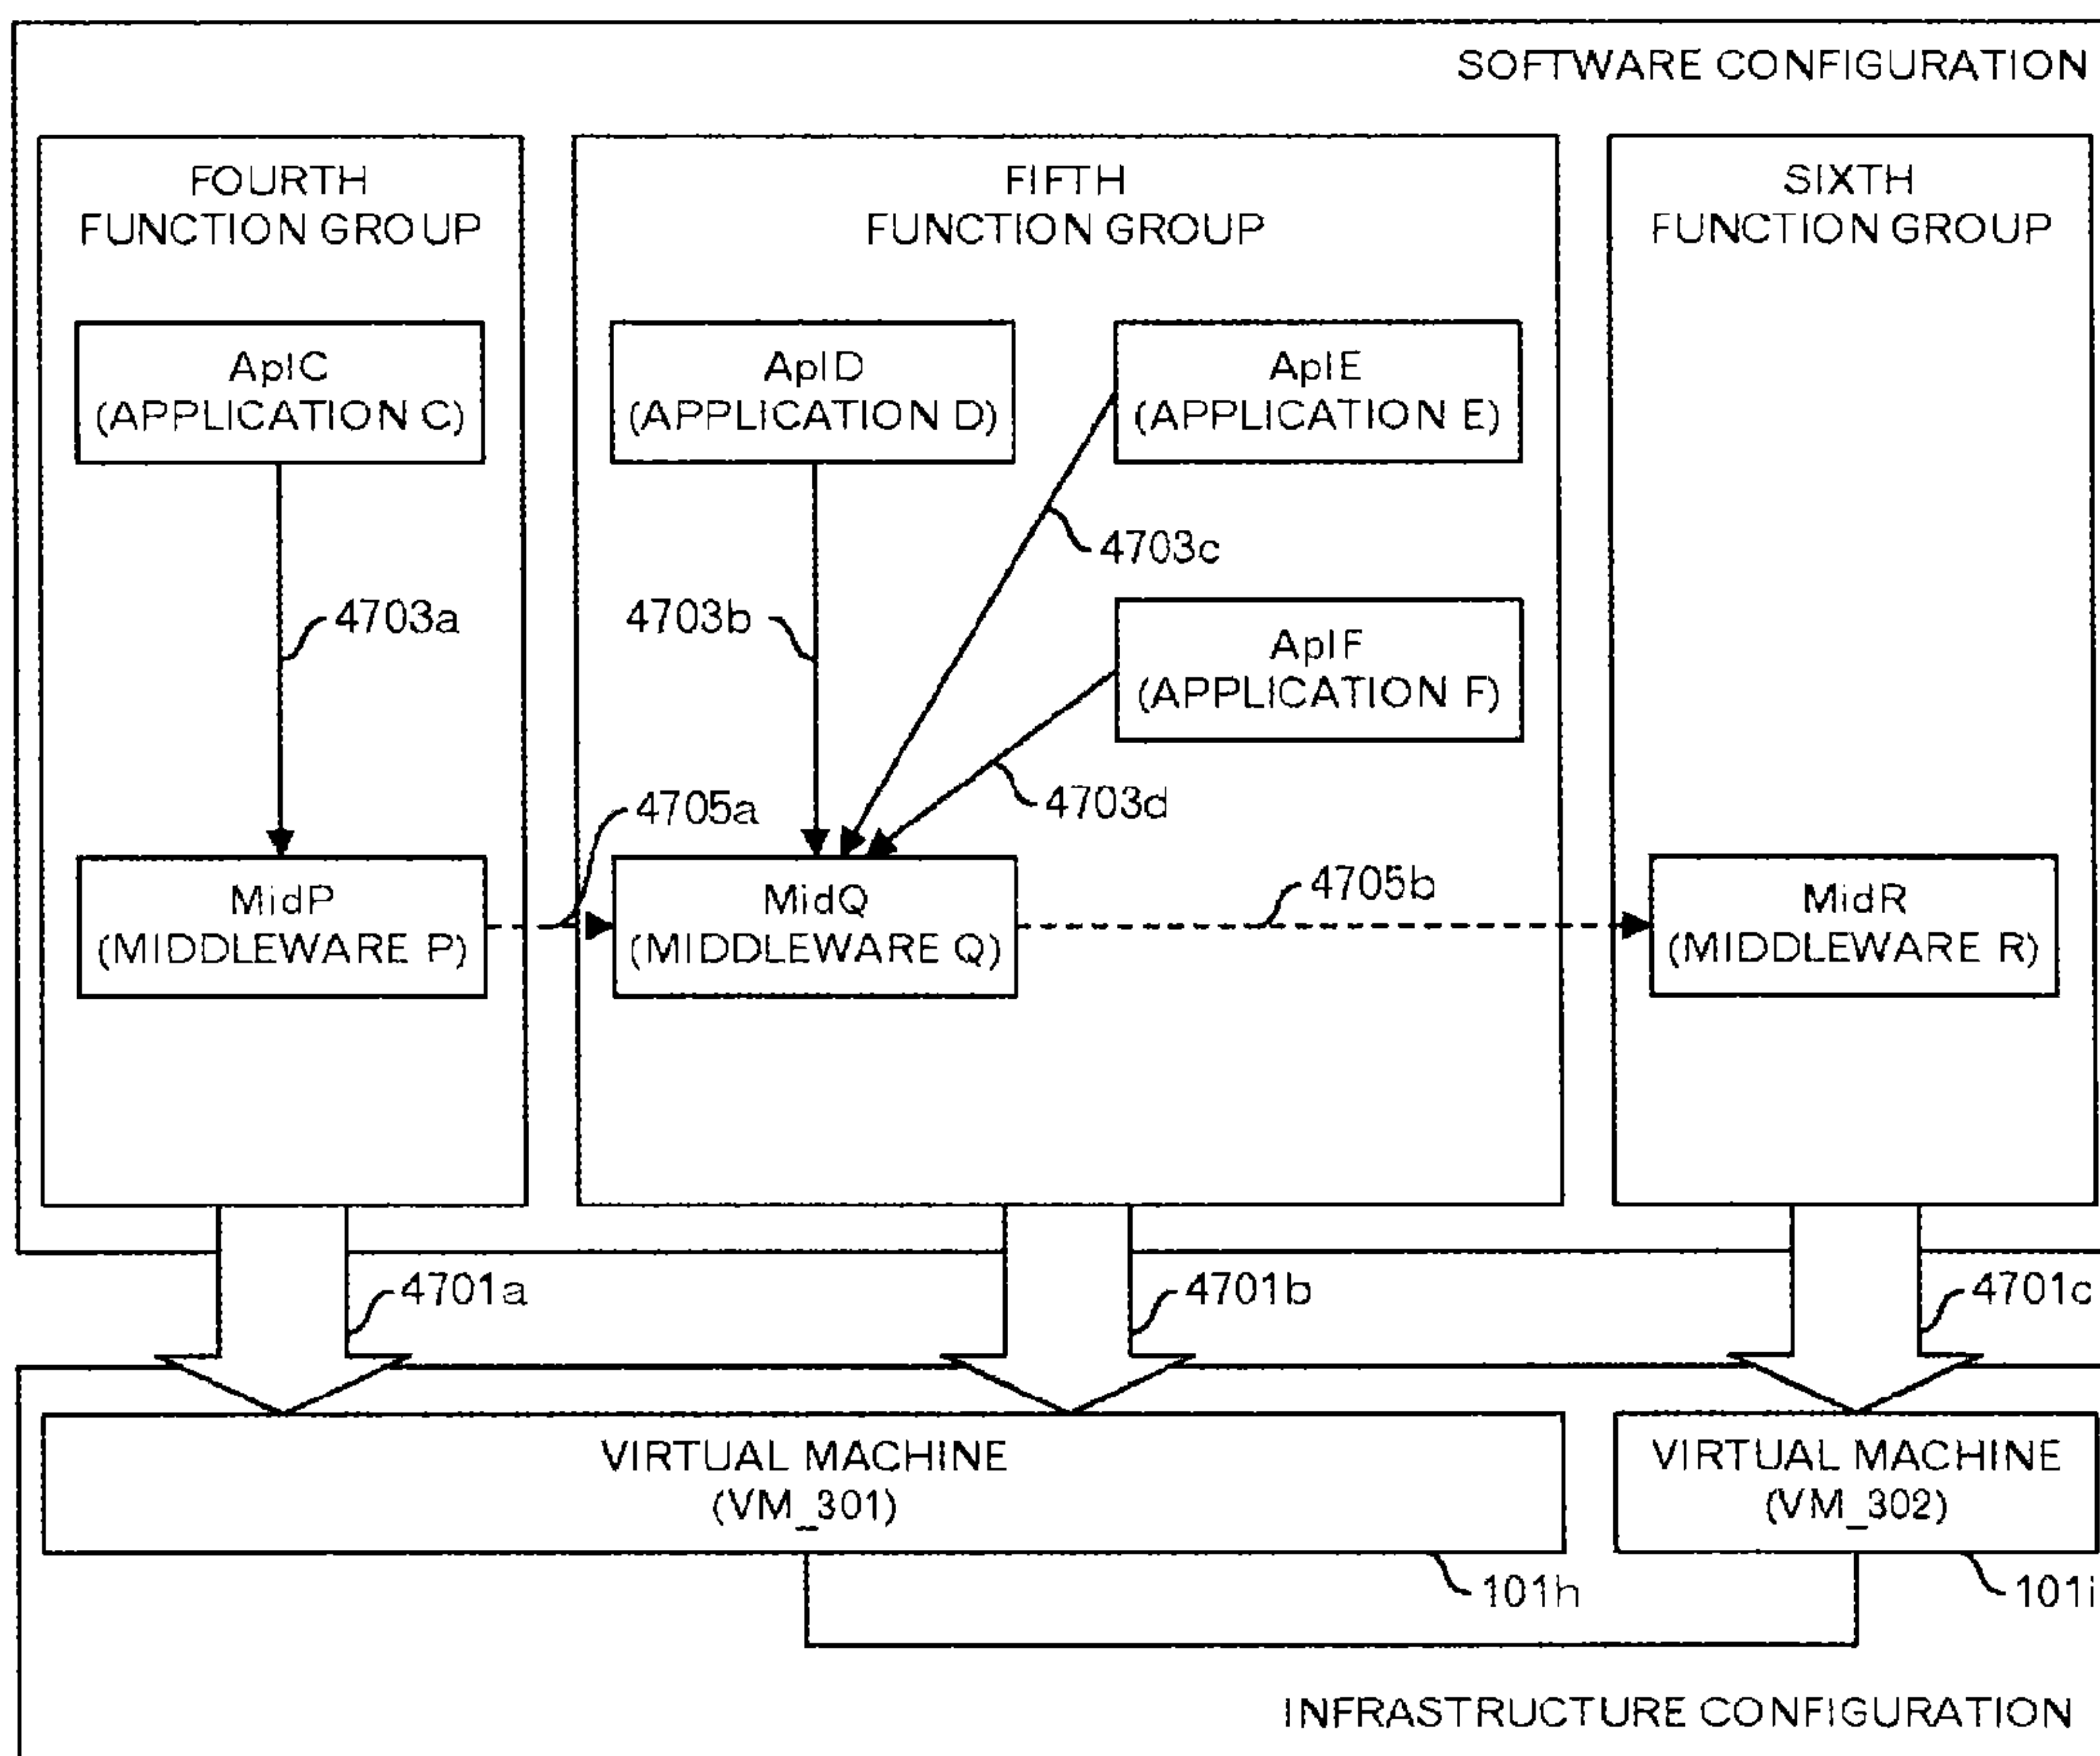 SOFTWARE CONFIGURATION
FOURTH
FUNCTION GROUP
FIFTH
FUNCTION GROUP
SIXTH
FUNCTION GROUP
AplC
(APPLICATION C)
AplD
(APPLICATION D)
AplE
(APPLICATION E)
4703c
4703a
4703b
AplF
(APPLICATION F)
4705a
4703d
MidP
(MIDDLEWARE P)
MidQ
(MIDDLEWARE Q)
4705b
MidR
(MIDDLEWARE R)
4701a
4701b
4701c
VIRTUAL MACHINE
(VM_301)
VIRTUAL MACHINE
(VM_302)
101h
101i
INFRASTRUCTURE CONFIGURATION